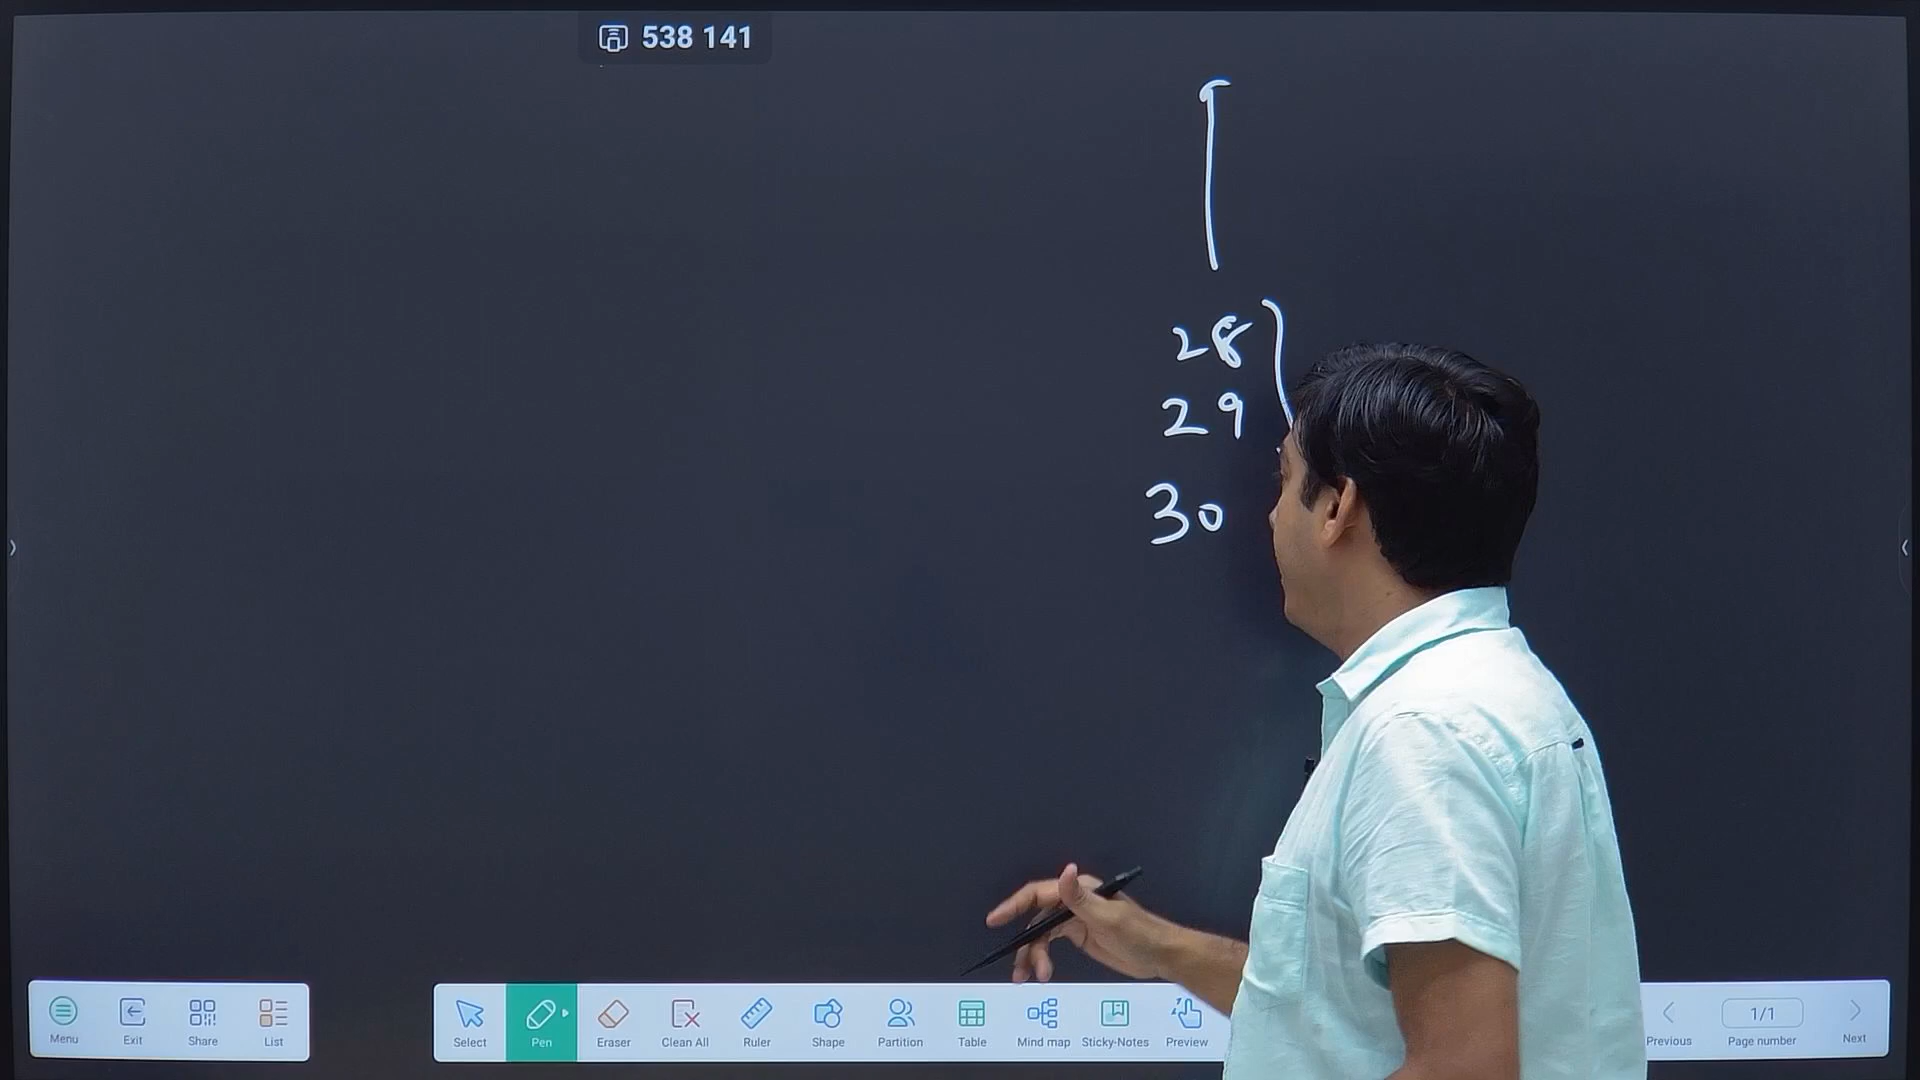 538 141
28
29
30
Menu
Exit
Share
List
Select
Pen
Eraser
Clean All
Ruler
Shape
Partition
Table
Mind map
Sticky-Notes
Preview
Previous
1/1
Page number
Next